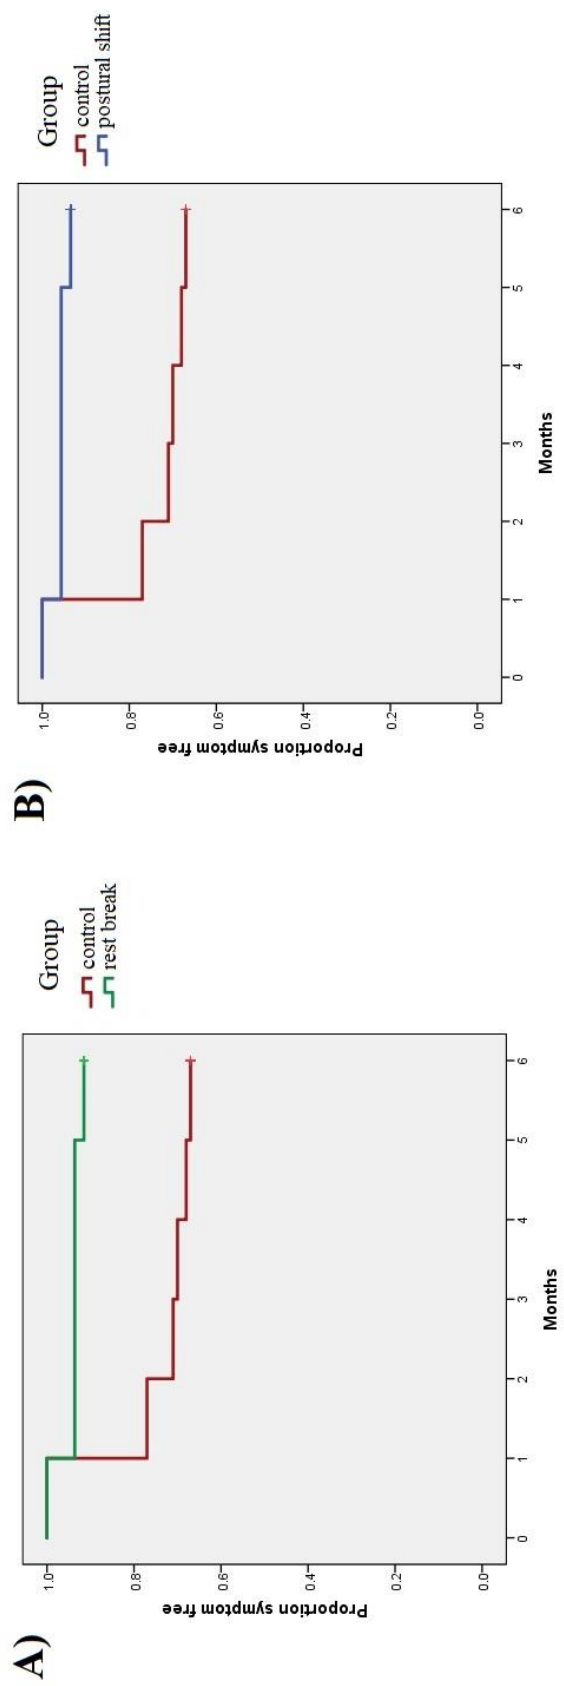 A)
Proportion symptom free
1.0
0.8
0.6
0.4
0.2
0.0
0
1
2
3
4
5
6
Months
Group
control
rest break
B)
Proportion symptom free
1.0
0.8
0.6
0.4
0.2
0.0
0
1
2
3
4
5
6
Months
Group
control
postural shift